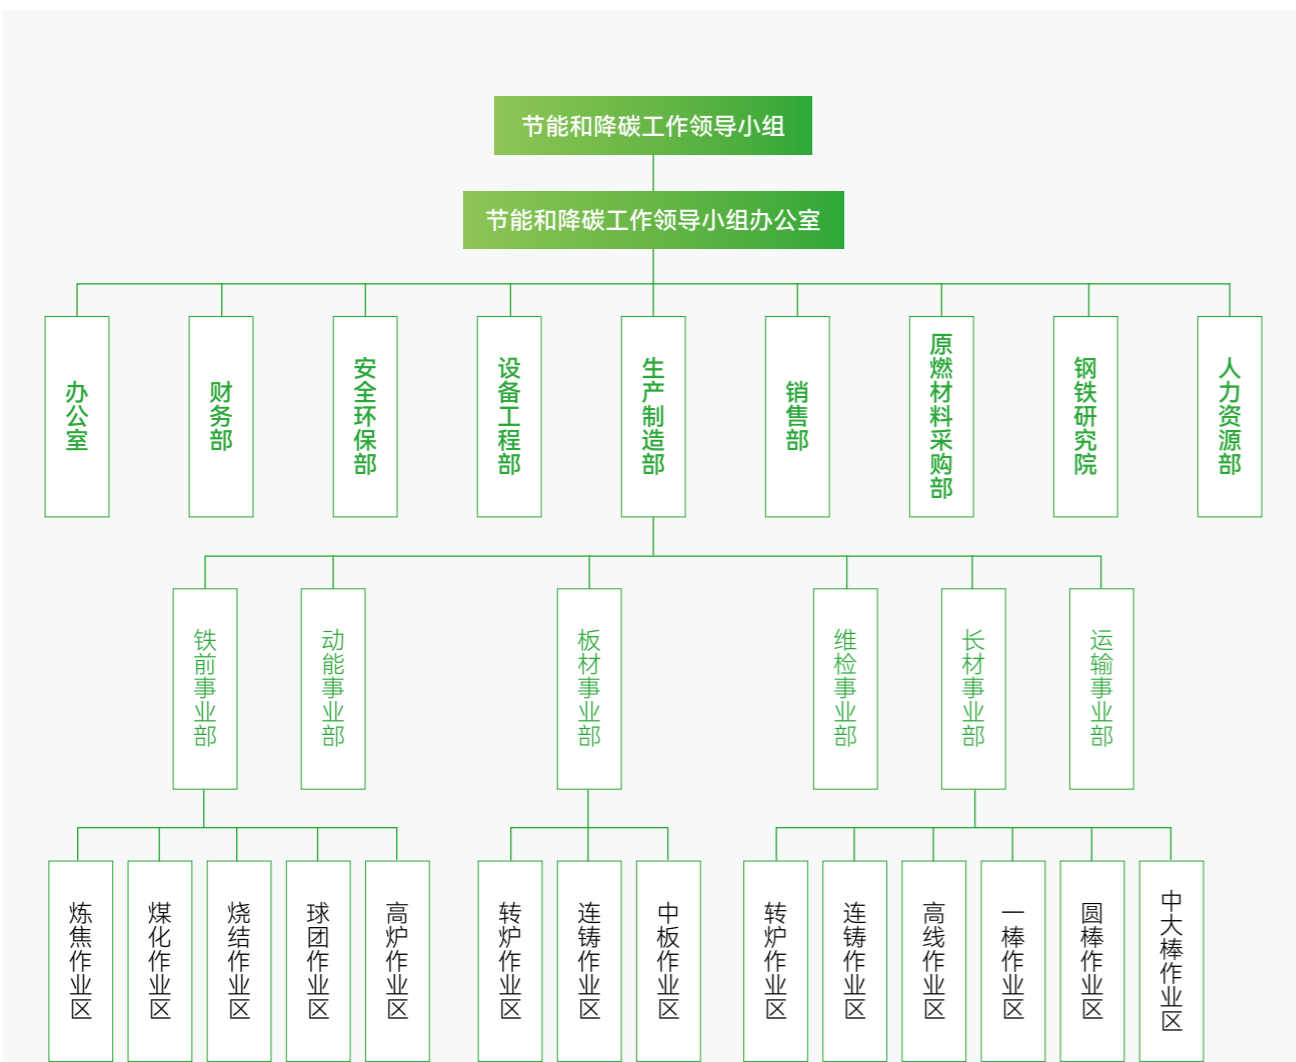 节能和降碳工作领导小组
节能和降碳工作领导小组办公室
办公室
财务部
安全环保部
设备工程部
生产制造部
销售部
原燃材料采购部
钢铁研究院
人力资源部
铁前事业部
动能事业部
板材事业部
维检事业部
长材事业部
运输事业部
炼焦作业区
煤化作业区
烧结作业区
球团作业区
高炉作业区
转炉作业区
连铸作业区
中板作业区
转炉作业区
连铸作业区
高线作业区
一棒作业区
圆棒作业区
中大棒作业区